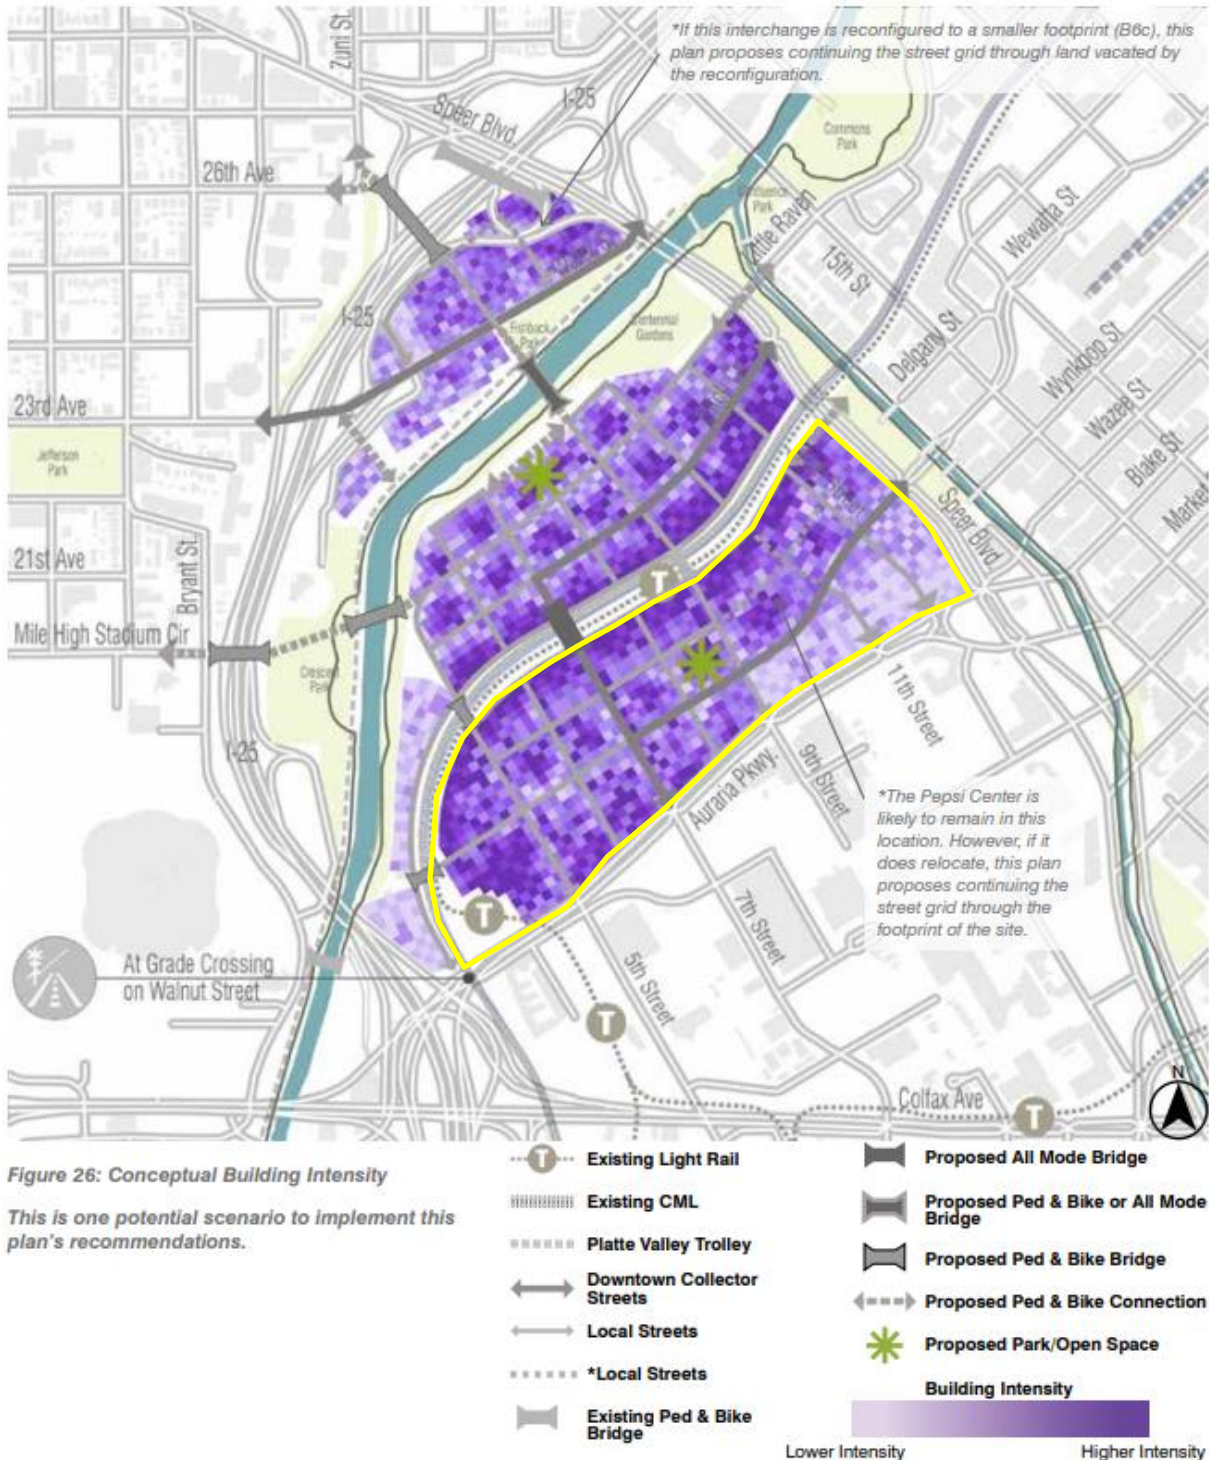 *If this interchange is reconfigured to a smaller footprint (B6c), this
plan proposes continuing the street grid through land vacated by
the reconfiguration.
Zuni St.
I-25
Speer Blvd.
Commons
Park
26th Ave
Park
Little Raven
Wewatta St
15th St
I-25
Fishback
Park
Centennial
Gardens
Delgany St
Wynkoop St
23rd Ave
Wazee St
Jefferson
Park
Blake St
Speer Blvd
Market
21st Ave
Bryant St.
Mile High Stadium Cir
T
Crescent
Park
11th Street
I-25
9th Street
Auraria Pkwy.
*The Pepsi Center is
likely to remain in this
location. However, if it
does relocate, this plan
proposes continuing the
street grid through the
footprint of the site.
T
7th Street
At Grade Crossing
on Walnut Street
5th Street
T
N
Colfax Ave
T
Figure 26: Conceptual Building Intensity
This is one potential scenario to implement this
plan's recommendations.
T
Existing Light Rail
Existing CML
Platte Valley Trolley
Downtown Collector
Streets
Local Streets
*Local Streets
Existing Ped & Bike
Bridge
Proposed All Mode Bridge
Proposed Ped & Bike or All Mode
Bridge
Proposed Ped & Bike Bridge
Proposed Ped & Bike Connection
Proposed Park/Open Space
Building Intensity
Lower Intensity
Higher Intensity